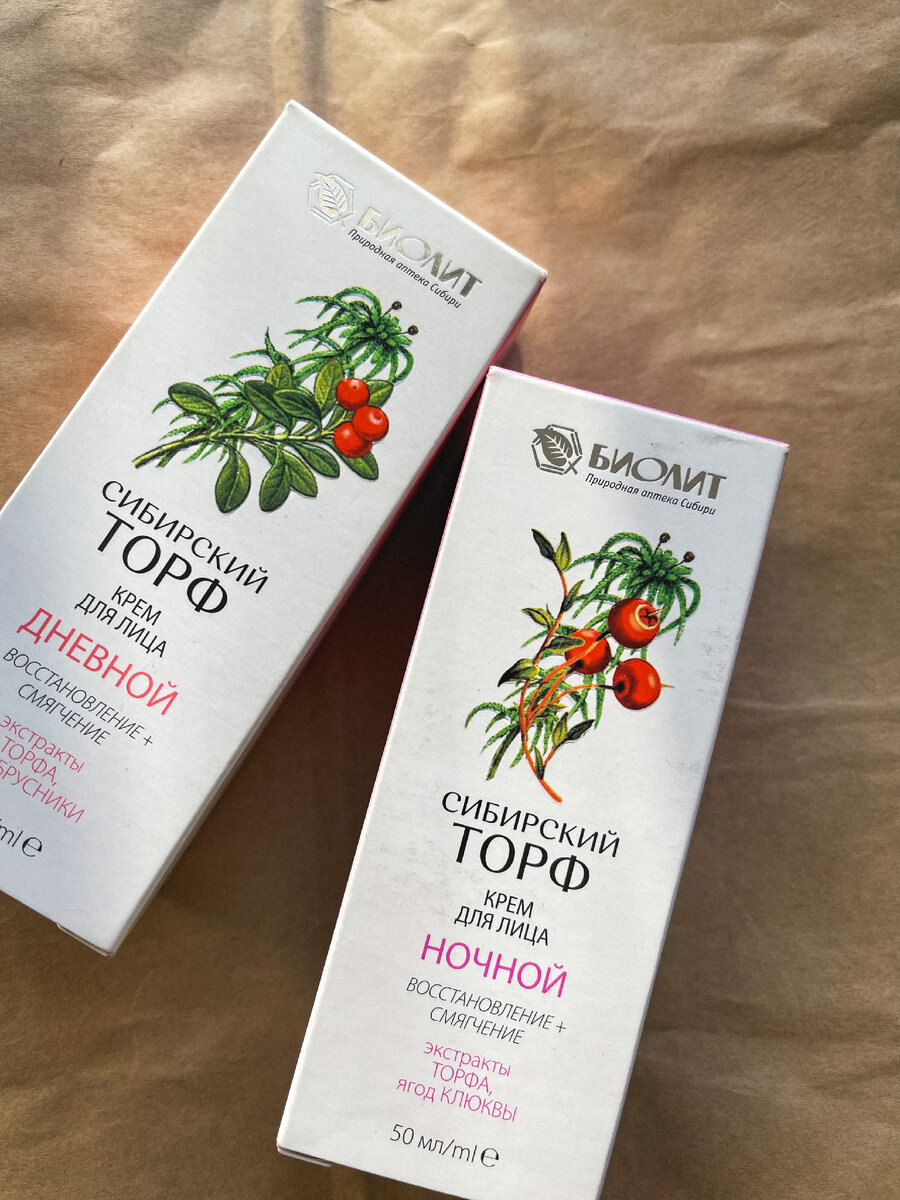 БИОЛИТ
Природная аптека Сибири
СИБИРСКИЙ
ТОРФ
КРЕМ
ДЛЯ ЛИЦА
ДНЕВНОЙ
ВОССТАНОВЛЕНИЕ +
СМЯГЧЕНИЕ
экстракты
ТОРФА,
БРУСНИКИ
/ml e
БИОЛИТ
Природная аптека Сибири
СИБИРСКИЙ
ТОРФ
КРЕМ
ДЛЯ ЛИЦА
НОЧНОЙ
ВОССТАНОВЛЕНИЕ +
СМЯГЧЕНИЕ
экстракты
ТОРФА,
ягод КЛЮКВЫ
50 мл/ml e